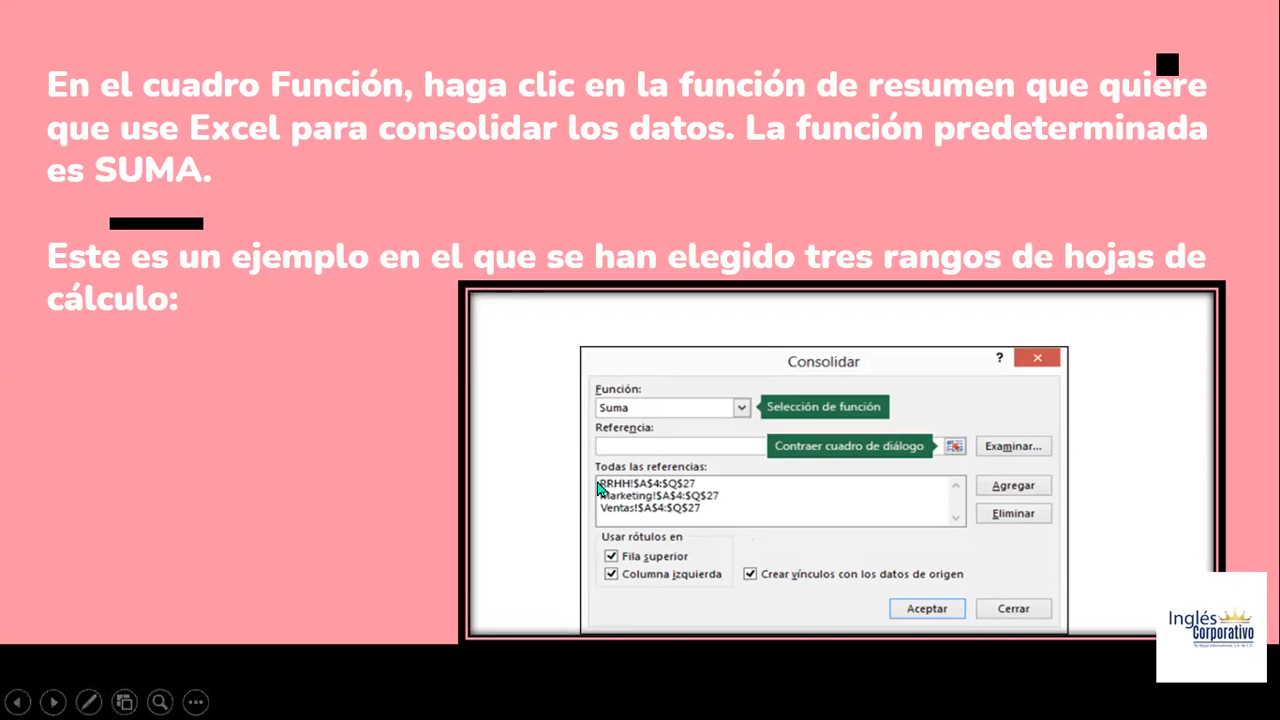 En el cuadro Función, haga clic en la función de resumen que quiere
que use Excel para consolidar los datos. La función predeterminada
es SUMA.
Este es un ejemplo en el que se han elegido tres rangos de hojas de
cálculo:
Consolidar
?
Función:
Suma
Selección de función
Referencia:
Contraer cuadro de diálogo
Examinar...
Todas las referencias:
RRHH!$A$4:$Q$27
Marketing!$A$4:$Q$27
Ventas!$A$4:$Q$27
Agregar
Eliminar
Usar rótulos en
Fila superior
Columna izquierda
Crear vínculos con los datos de origen
Aceptar
Cerrar
Inglés
Corporativo